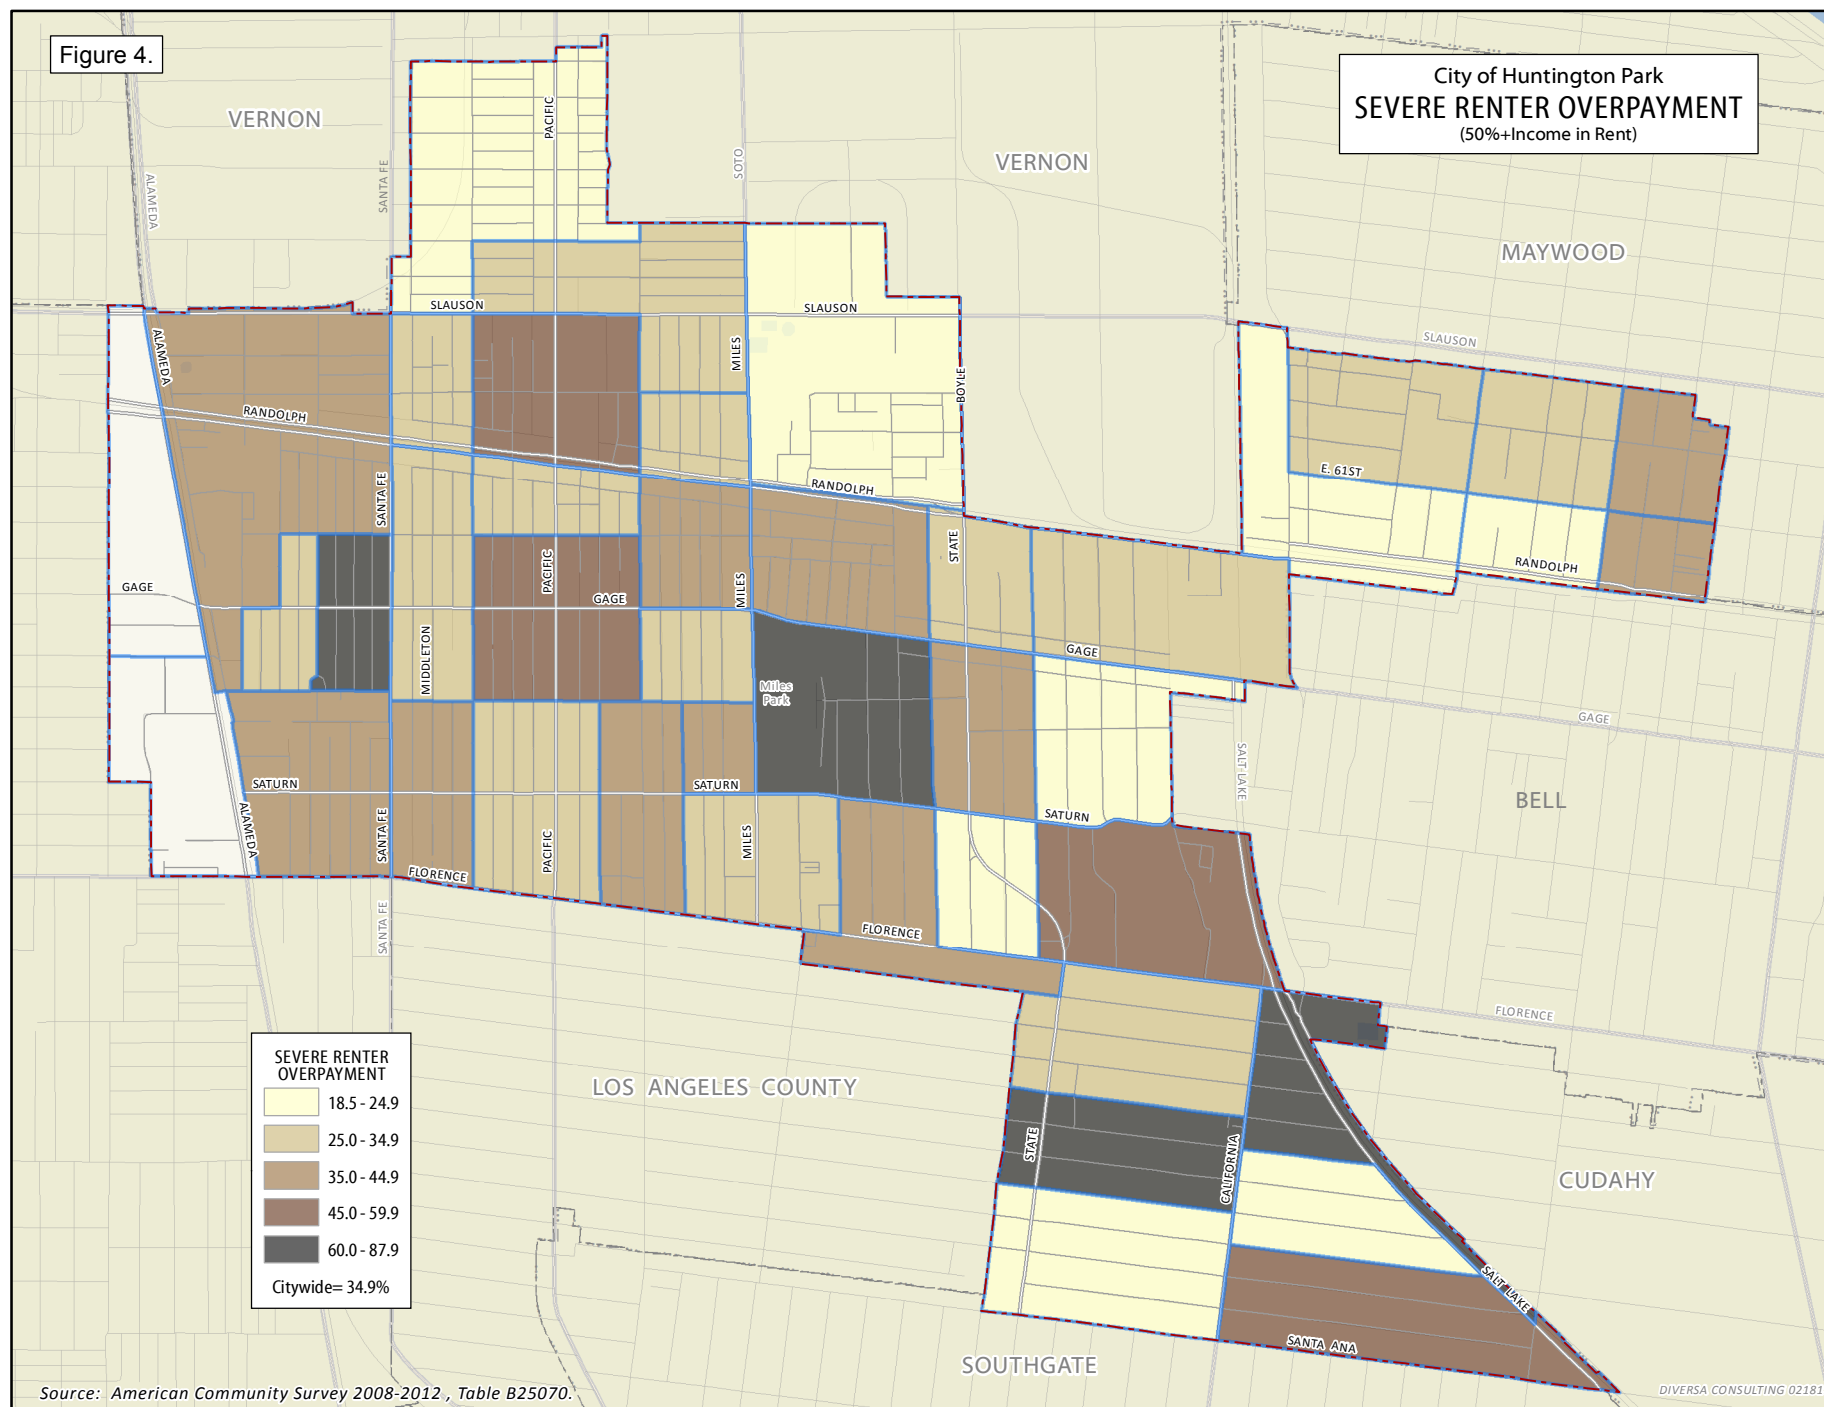 Figure 4.
City of Huntington Park
SEVERE RENTER OVERPAYMENT
(50%+Income in Rent)
VERNON
PACIFIC
VERNON
SOTO
SANTA FE
ALAMEDA
MAYWOOD
SLAUSON
SLAUSON
SLAUSON
ALAMEDA
MILES
BOYLE
RANDOLPH
E. 61ST
SANTA FE
RANDOLPH
STATE
RANDOLPH
PACIFIC
MILES
GAGE
GAGE
MIDDLETON
GAGE
Miles
Park
GAGE
SALT LAKE
SATURN
SATURN
SATURN
BELL
ALAMEDA
SANTA FE
PACIFIC
MILES
FLORENCE
SANTA FE
FLORENCE
FLORENCE
LOS ANGELES COUNTY
STATE
CALIFORNIA
CUDAHY
SALT LAKE
SANTA ANA
SOUTHGATE
SEVERE RENTER
OVERPAYMENT
18.5 - 24.9
25.0 - 34.9
35.0 - 44.9
45.0 - 59.9
60.0 - 87.9
Citywide= 34.9%
Source: American Community Survey 2008-2012 , Table B25070.
DIVERSA CONSULTING 02181